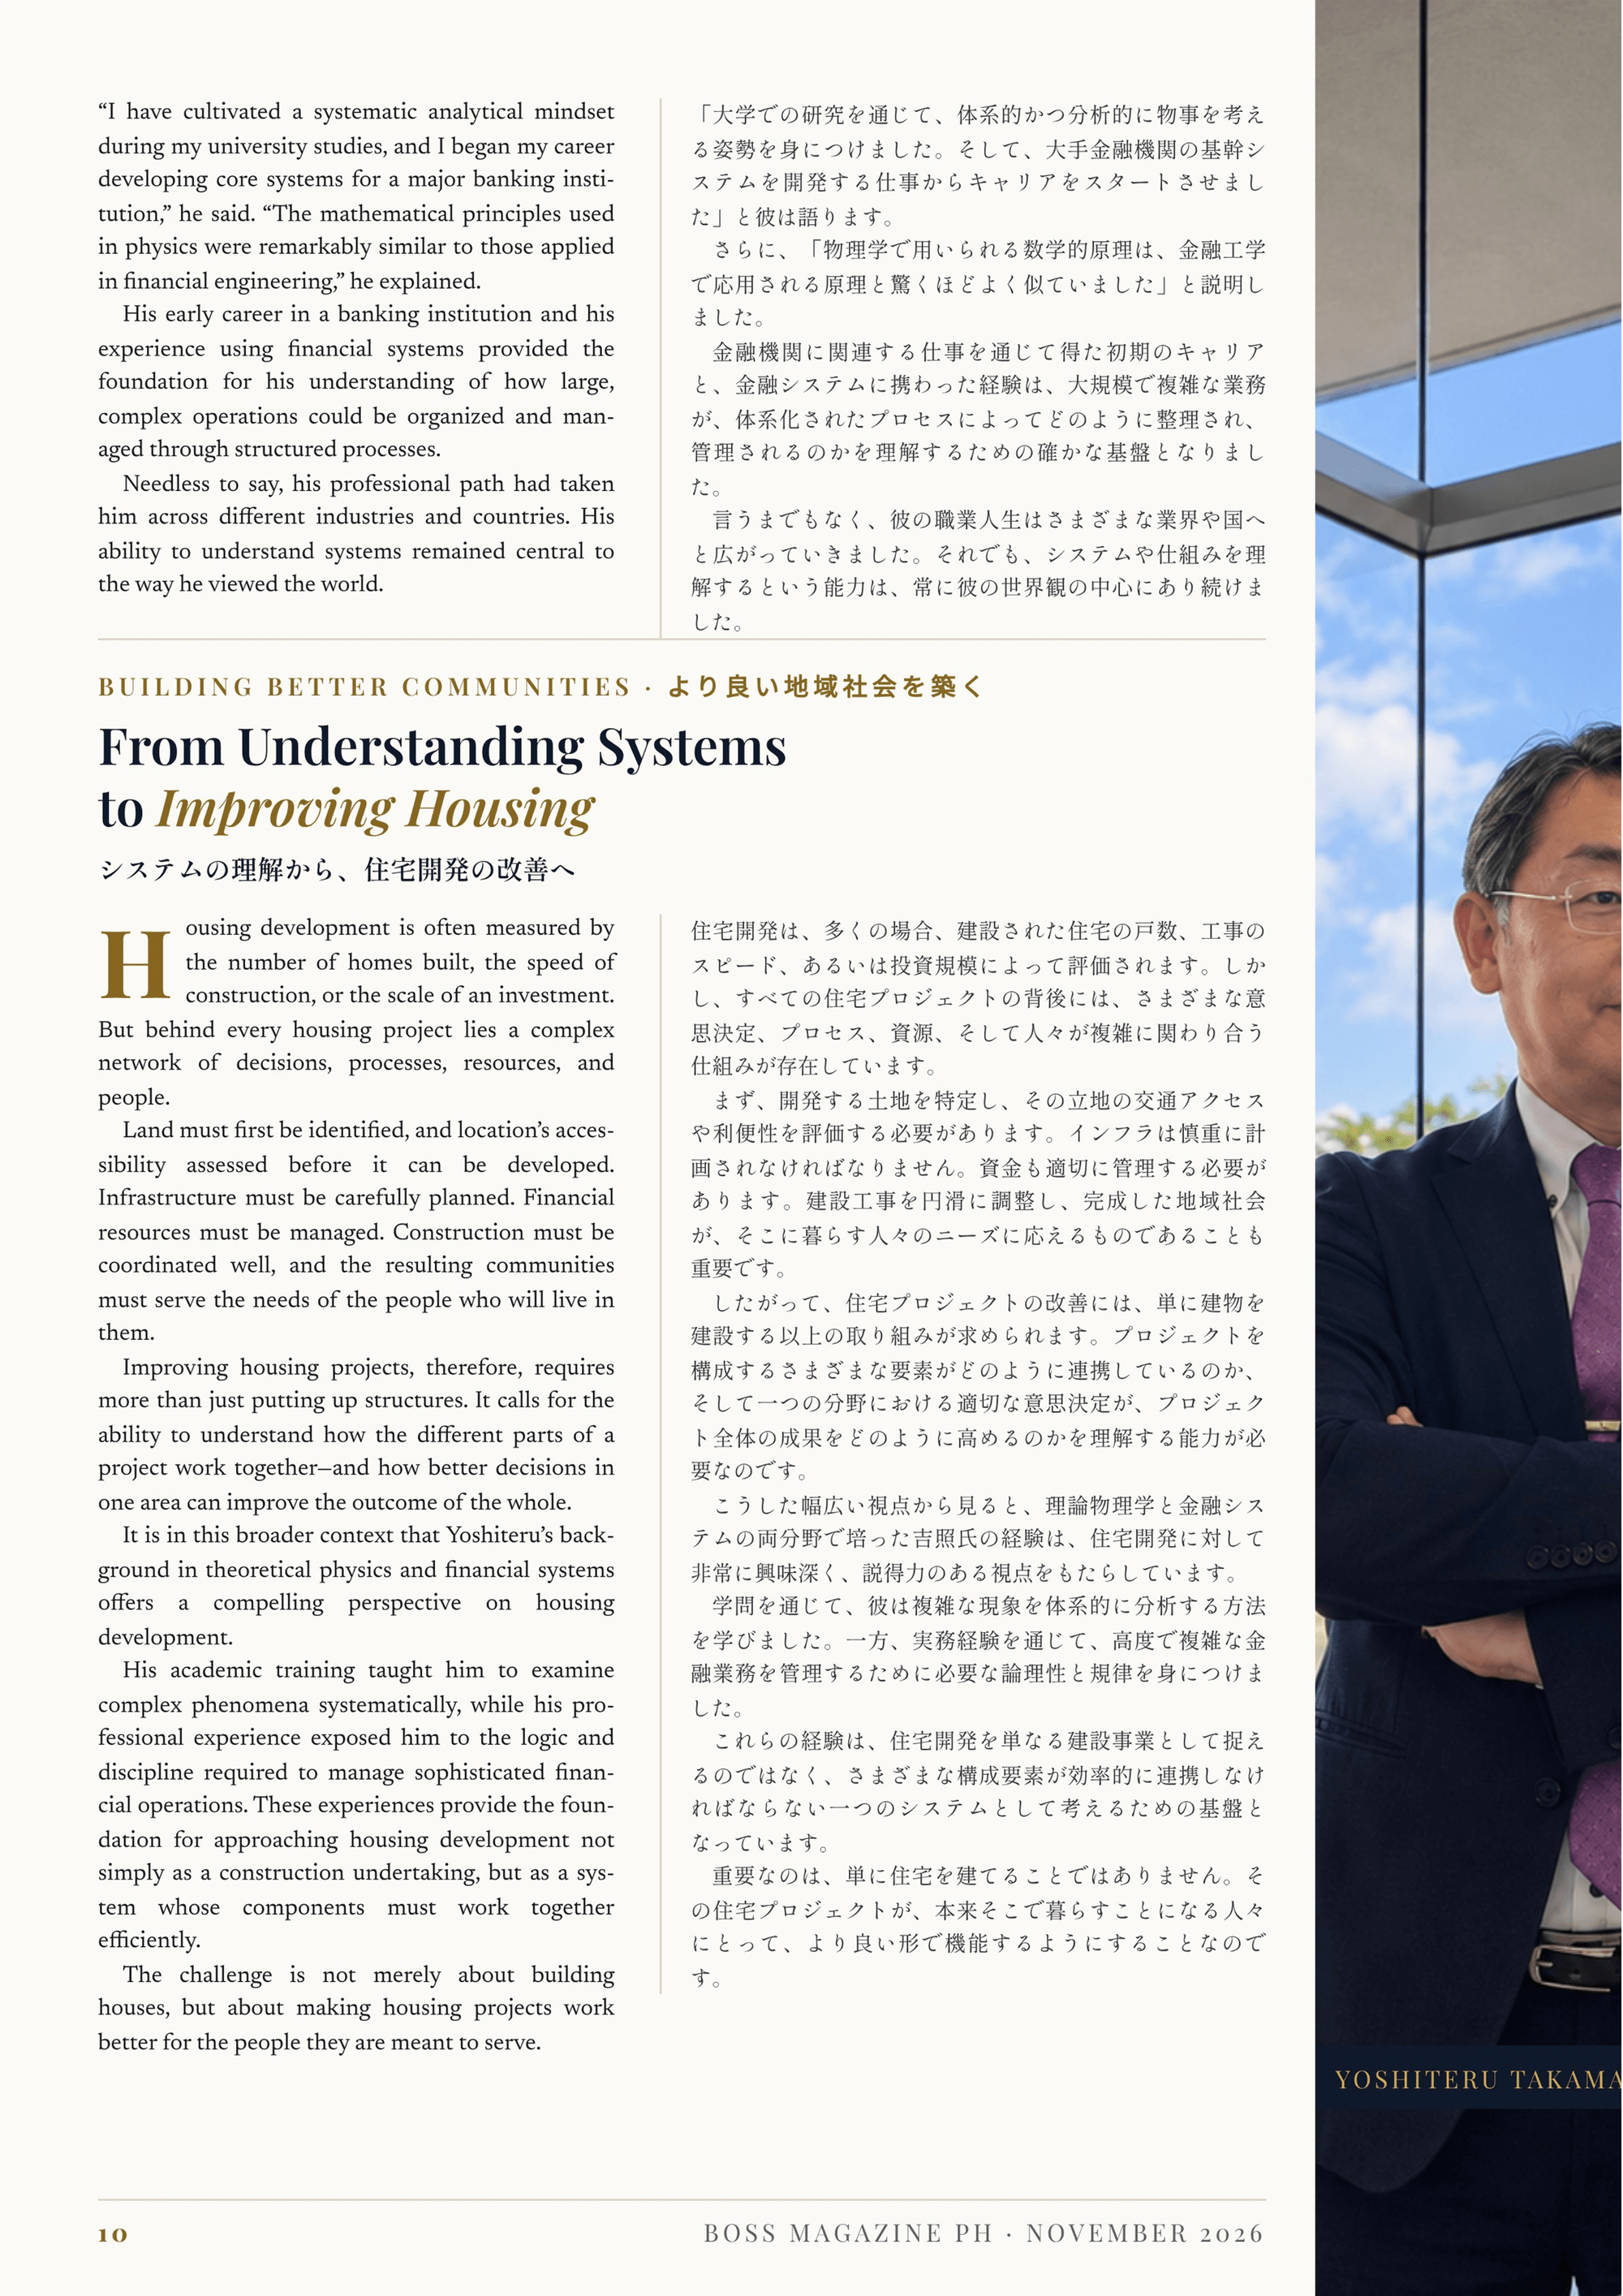 “I have cultivated a systematic analytical mindset
during my university studies, and I began my career
developing core systems for a major banking insti-
tution,” he said. “The mathematical principles used
in physics were remarkably similar to those applied
in financial engineering,” he explained.
His early career in a banking institution and his
experience using financial systems provided the
foundation for his understanding of how large,
complex operations could be organized and man-
aged through structured processes.
Needless to say, his professional path had taken
him across different industries and countries. His
ability to understand systems remained central to
the way he viewed the world.
「大学での研究を通じて、体系的かつ分析的に物事を考え
る姿勢を身につけました。そして、大手金融機関の基幹シ
ステムを開発する仕事からキャリアをスタートさせまし
た」と彼は語ります。
さらに、「物理学で用いられる数学的原理は、金融工学
で応用される原理と驚くほどよく似ていました」と説明し
ました。
金融機関に関連する仕事を通じて得た初期のキャリア
と、金融システムに携わった経験は、大規模で複雑な業務
が、体系化されたプロセスによってどのように整理され、
管理されるのかを理解するための確かな基盤となりまし
た。
言うまでもなく、彼の職業人生はさまざまな業界や国へ
と広がっていきました。それでも、システムや仕組みを理
解するという能力は、常に彼の世界観の中心にあり続けま
した。
BUILDING BETTER COMMUNITIES · より良い地域社会を築く
From Understanding Systems
to Improving Housing
システムの理解から、住宅開発の改善へ
Housing development is often measured by
the number of homes built, the speed of
construction, or the scale of an investment.
But behind every housing project lies a complex
network of decisions, processes, resources, and
people.
Land must first be identified, and location’s acces-
sibility assessed before it can be developed.
Infrastructure must be carefully planned. Financial
resources must be managed. Construction must be
coordinated well, and the resulting communities
must serve the needs of the people who will live in
them.
Improving housing projects, therefore, requires
more than just putting up structures. It calls for the
ability to understand how the different parts of a
project work together—and how better decisions in
one area can improve the outcome of the whole.
It is in this broader context that Yoshiteru’s back-
ground in theoretical physics and financial systems
offers a compelling perspective on housing
development.
His academic training taught him to examine
complex phenomena systematically, while his pro-
fessional experience exposed him to the logic and
discipline required to manage sophisticated finan-
cial operations. These experiences provide the foun-
dation for approaching housing development not
simply as a construction undertaking, but as a sys-
tem whose components must work together
efficiently.
The challenge is not merely about building
houses, but about making housing projects work
better for the people they are meant to serve.
住宅開発は、多くの場合、建設された住宅の戸数、工事の
スピード、あるいは投資規模によって評価されます。しか
し、すべての住宅プロジェクトの背後には、さまざまな意
思決定、プロセス、資源、そして人々が複雑に関わり合う
仕組みが存在しています。
まず、開発する土地を特定し、その立地の交通アクセス
や利便性を評価する必要があります。インフラは慎重に計
画されなければなりません。資金も適切に管理する必要が
あります。建設工事を円滑に調整し、完成した地域社会
が、そこに暮らす人々のニーズに応えるものであることも
重要です。
したがって、住宅プロジェクトの改善には、単に建物を
建設する以上の取り組みが求められます。プロジェクトを
構成するさまざまな要素がどのように連携しているのか、
そして一つの分野における適切な意思決定が、プロジェク
ト全体の成果をどのように高めるのかを理解する能力が必
要なのです。
こうした幅広い視点から見ると、理論物理学と金融シス
テムの両分野で培った吉照氏の経験は、住宅開発に対して
非常に興味深く、説得力のある視点をもたらしています。
学問を通じて、彼は複雑な現象を体系的に分析する方法
を学びました。一方、実務経験を通じて、高度で複雑な金
融業務を管理するために必要な論理性と規律を身につけま
した。
これらの経験は、住宅開発を単なる建設事業として捉え
るのではなく、さまざまな構成要素が効率的に連携しなけ
ればならない一つのシステムとして考えるための基盤と
なっています。
重要なのは、単に住宅を建てることではありません。そ
の住宅プロジェクトが、本来そこで暮らすことになる人々
にとって、より良い形で機能するようにすることなので
す。
YOSHITERU TAKAMA
10
BOSS MAGAZINE PH · NOVEMBER 2026